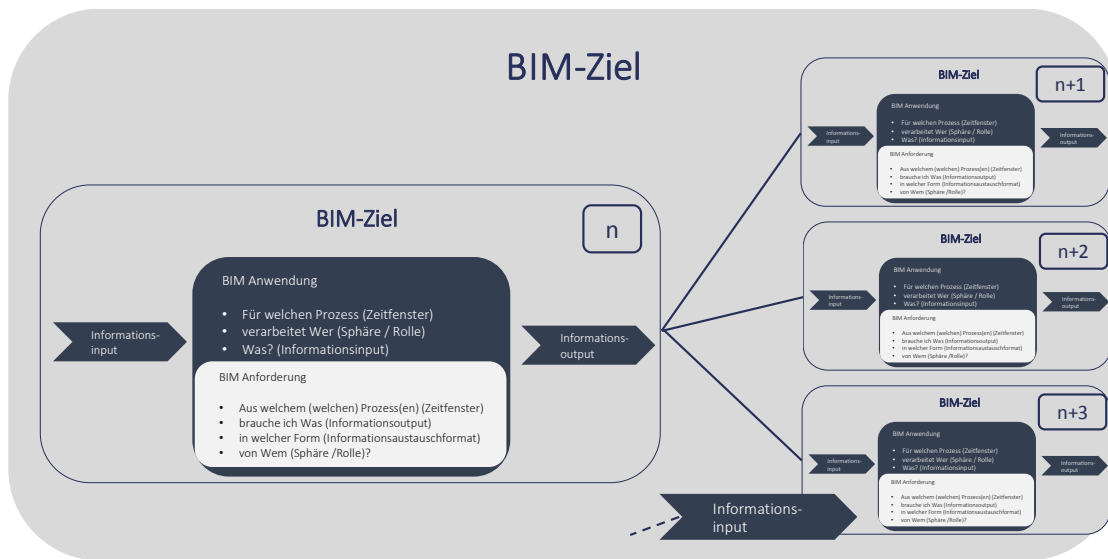 BIM-Ziel
BIM-Ziel
n
BIM Anwendung
• Für welchen Prozess (Zeitfenster)
• verarbeitet Wer (Sphäre / Rolle)
• Was? (Informationsinput)
Informations-
input
Informations-
output
BIM Anforderung
• Aus welchem (welchen) Prozess(en) (Zeitfenster)
• brauche ich Was (Informationsoutput)
• in welcher Form (Informationsaustauschformat)
• von Wem (Sphäre /Rolle)?
BIM-Ziel
n+1
BIM Anwendung
• Für welchen Prozess (Zeitfenster)
• verarbeitet Wer (Sphäre / Rolle)
• Was? (Informationsinput)
Informations-
input
Informations-
output
BIM Anforderung
• Aus welchem (welchen) Prozess(en) (Zeitfenster)
• brauche ich Was (Informationsoutput)
• in welcher Form (Informationsaustauschformat)
• von Wem (Sphäre /Rolle)?
BIM-Ziel
n+2
BIM Anwendung
• Für welchen Prozess (Zeitfenster)
• verarbeitet Wer (Sphäre / Rolle)
• Was? (Informationsinput)
Informations-
input
Informations-
output
BIM Anforderung
• Aus welchem (welchen) Prozess(en) (Zeitfenster)
• brauche ich Was (Informationsoutput)
• in welcher Form (Informationsaustauschformat)
• von Wem (Sphäre /Rolle)?
BIM-Ziel
n+3
BIM Anwendung
• Für welchen Prozess (Zeitfenster)
• verarbeitet Wer (Sphäre / Rolle)
• Was? (Informationsinput)
Informations-
input
Informations-
output
BIM Anforderung
• Aus welchem (welchen) Prozess(en) (Zeitfenster)
• brauche ich Was (Informationsoutput)
• in welcher Form (Informationsaustauschformat)
• von Wem (Sphäre /Rolle)?
Informations-
input